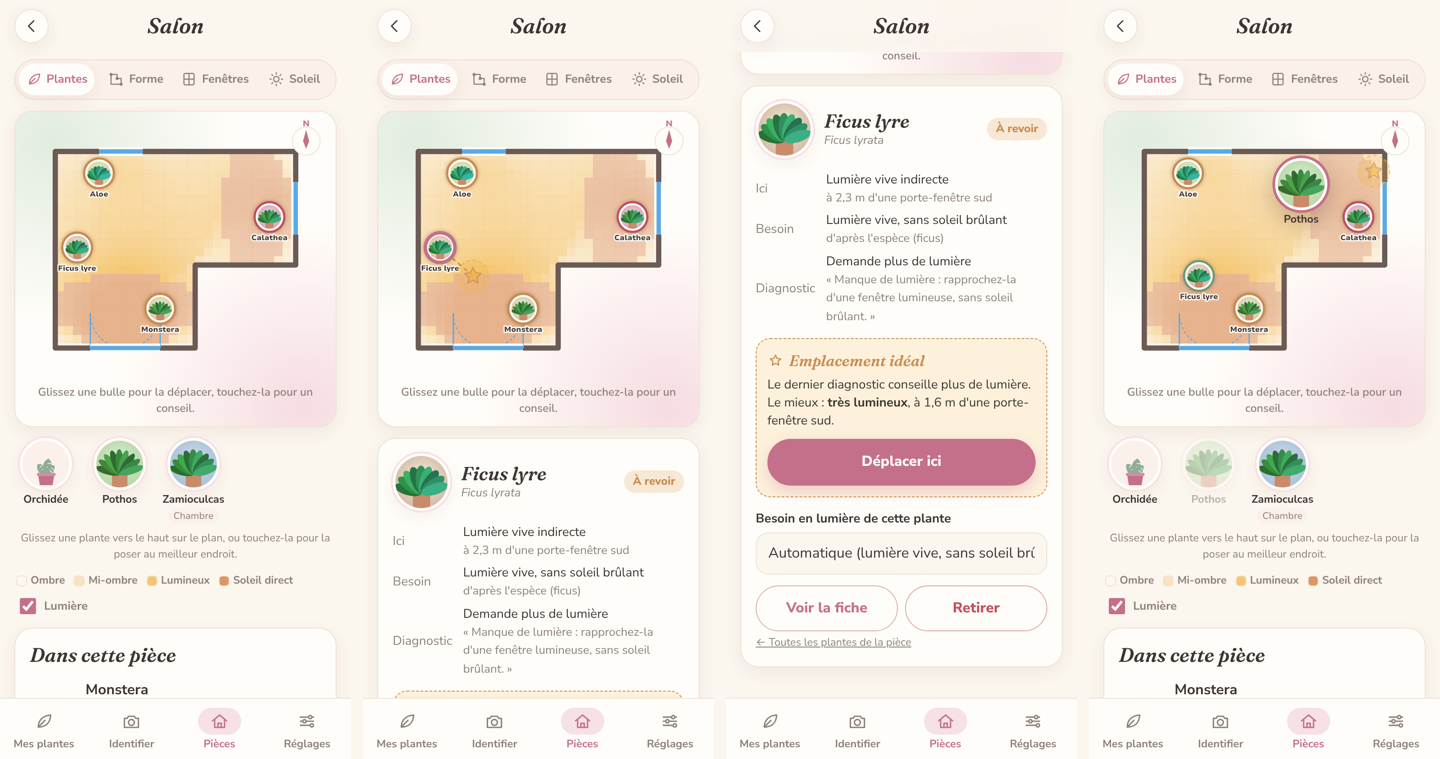 Salon
Plantes
Forme
Fenêtres
Soleil
N
Aloe
Calathea
Ficus lyre
Monstera
Glissez une bulle pour la déplacer, touchez-la pour un
conseil.
Orchidée
Pothos
Zamioculcas
Chambre
Glissez une plante vers le haut sur le plan, ou touchez-la pour la
poser au meilleur endroit.
Ombre
Mi-ombre
Lumineux
Soleil direct
Lumière
Dans cette pièce
Monstera
Mes plantes
Identifier
Pièces
Réglages
Salon
Plantes
Forme
Fenêtres
Soleil
N
Aloe
Calathea
Ficus lyre
Monstera
Glissez une bulle pour la déplacer, touchez-la pour un
conseil.
Ficus lyre
Ficus lyrata
À revoir
Ici
Lumière vive indirecte
à 2,3 m d'une porte-fenêtre sud
Besoin
Lumière vive, sans soleil brûlant
d'après l'espèce (ficus)
Diagnostic
Demande plus de lumière
« Manque de lumière : rapprochez-la
d'une fenêtre lumineuse, sans soleil
brûlant. »
Mes plantes
Identifier
Pièces
Réglages
Salon
conseil.
Ficus lyre
Ficus lyrata
À revoir
Ici
Lumière vive indirecte
à 2,3 m d'une porte-fenêtre sud
Besoin
Lumière vive, sans soleil brûlant
d'après l'espèce (ficus)
Diagnostic
Demande plus de lumière
« Manque de lumière : rapprochez-la
d'une fenêtre lumineuse, sans soleil
brûlant. »
Emplacement idéal
Le dernier diagnostic conseille plus de lumière.
Le mieux : très lumineux, à 1,6 m d'une porte-
fenêtre sud.
Déplacer ici
Besoin en lumière de cette plante
Automatique (lumière vive, sans soleil brû
Voir la fiche
Retirer
← Toutes les plantes de la pièce
Mes plantes
Identifier
Pièces
Réglages
Salon
Plantes
Forme
Fenêtres
Soleil
N
Aloe
Pothos
Calathea
Ficus lyre
Monstera
Glissez une bulle pour la déplacer, touchez-la pour un
conseil.
Orchidée
Pothos
Zamioculcas
Chambre
Glissez une plante vers le haut sur le plan, ou touchez-la pour la
poser au meilleur endroit.
Ombre
Mi-ombre
Lumineux
Soleil direct
Lumière
Dans cette pièce
Monstera
Mes plantes
Identifier
Pièces
Réglages